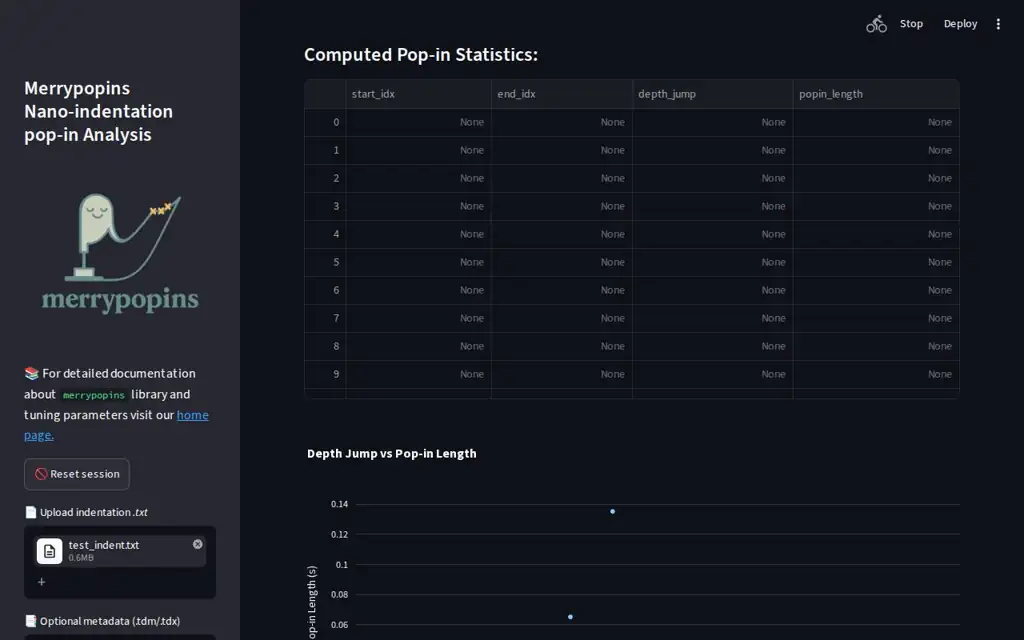 Stop
Deploy
Merrypopins
Nano-indentation
pop-in Analysis
merrypopins
📚 For detailed documentation
about merrypopins library and
tuning parameters visit our home
page.
🚫 Reset session
📄 Upload indentation .txt
test_indent.txt
0.6MB
+
📑 Optional metadata (.tdm/.tdx)
Computed Pop-in Statistics:
start_idx end_idx depth_jump popin_length
0 None None None None
1 None None None None
2 None None None None
3 None None None None
4 None None None None
5 None None None None
6 None None None None
7 None None None None
8 None None None None
9 None None None None
Depth Jump vs Pop-in Length
0.14
0.12
0.1
0.08
0.06
op-in Length (s)